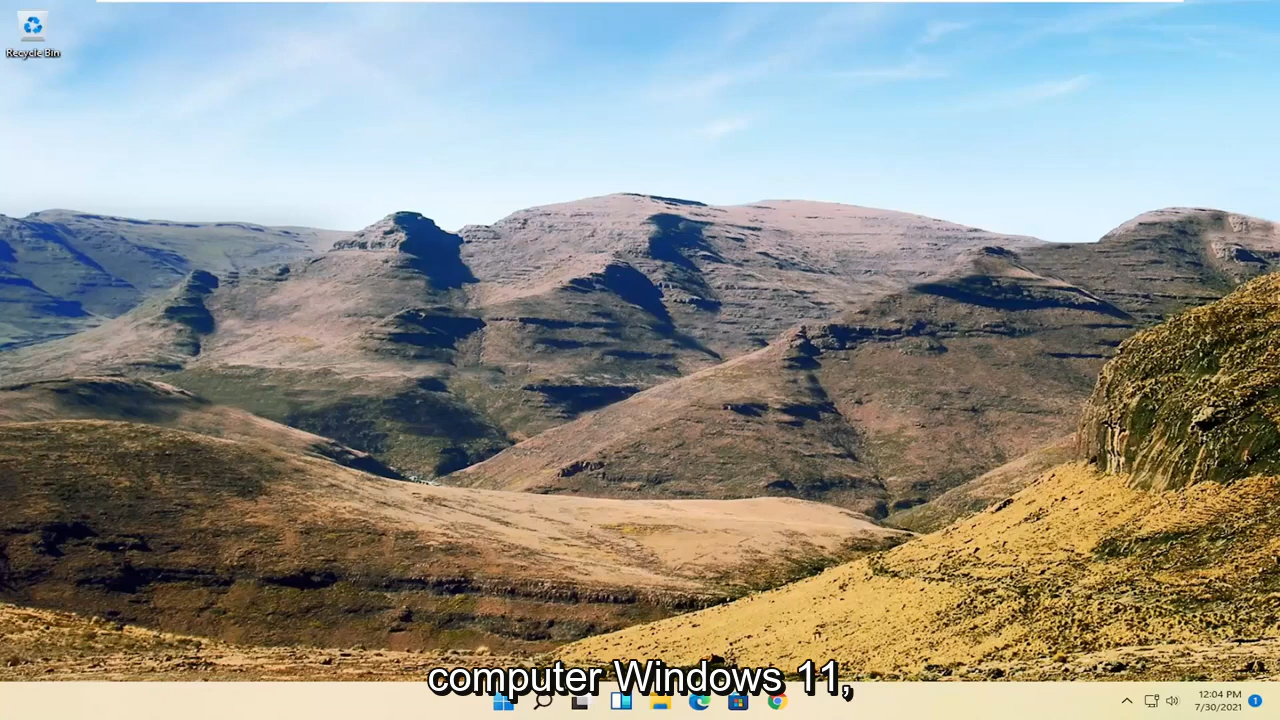 Recycle Bin
computer Windows 11,
12:04 PM
7/30/2021
1